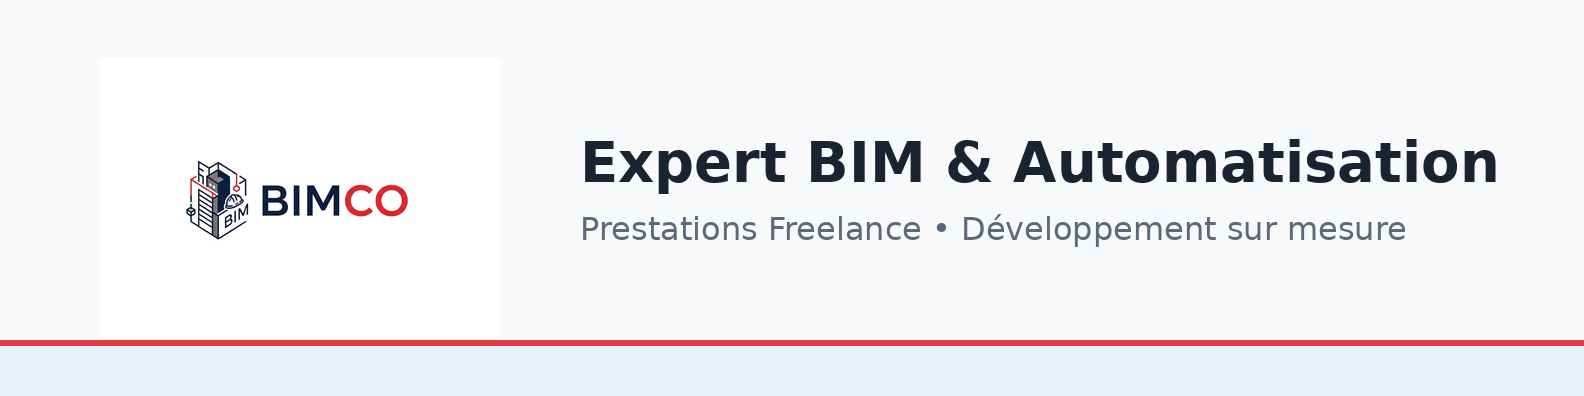 BIM
BIMCO
Expert BIM & Automatisation
Prestations Freelance • Développement sur mesure